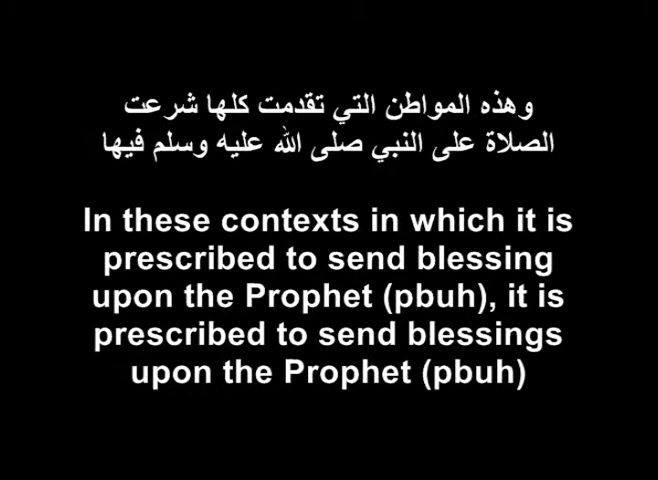 وهذه المواطن التي تقدمت كلها شرعت
الصلاة على النبي صلى الله عليه وسلم فيها
In these contexts in which it is
prescribed to send blessing
upon the Prophet (pbuh), it is
prescribed to send blessings
upon the Prophet (pbuh)